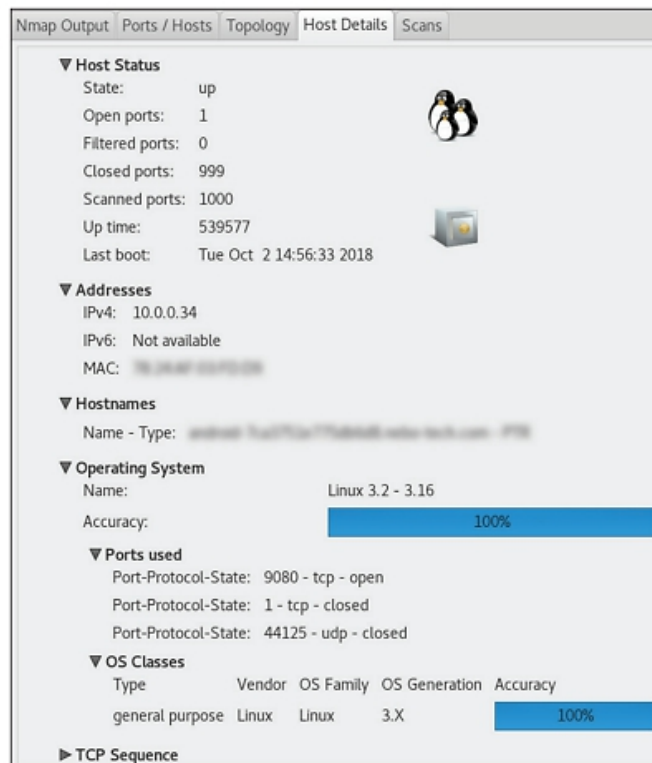 Nmap Output Ports / Hosts Topology Host Details Scans
Host Status
State: up
Open ports: 1
Filtered ports: 0
Closed ports: 999
Scanned ports: 1000
Up time: 539577
Last boot: Tue Oct 2 14:56:33 2018
Addresses
IPv4: 10.0.0.34
IPv6: Not available
MAC:
Hostnames
Name - Type:
Operating System
Name: Linux 3.2 - 3.16
Accuracy: 100%
Ports used
Port-Protocol-State: 9080 - tcp - open
Port-Protocol-State: 1 - tcp - closed
Port-Protocol-State: 44125 - udp - closed
OS Classes
Type Vendor OS Family OS Generation Accuracy
general purpose Linux Linux 3.X 100%
TCP Sequence